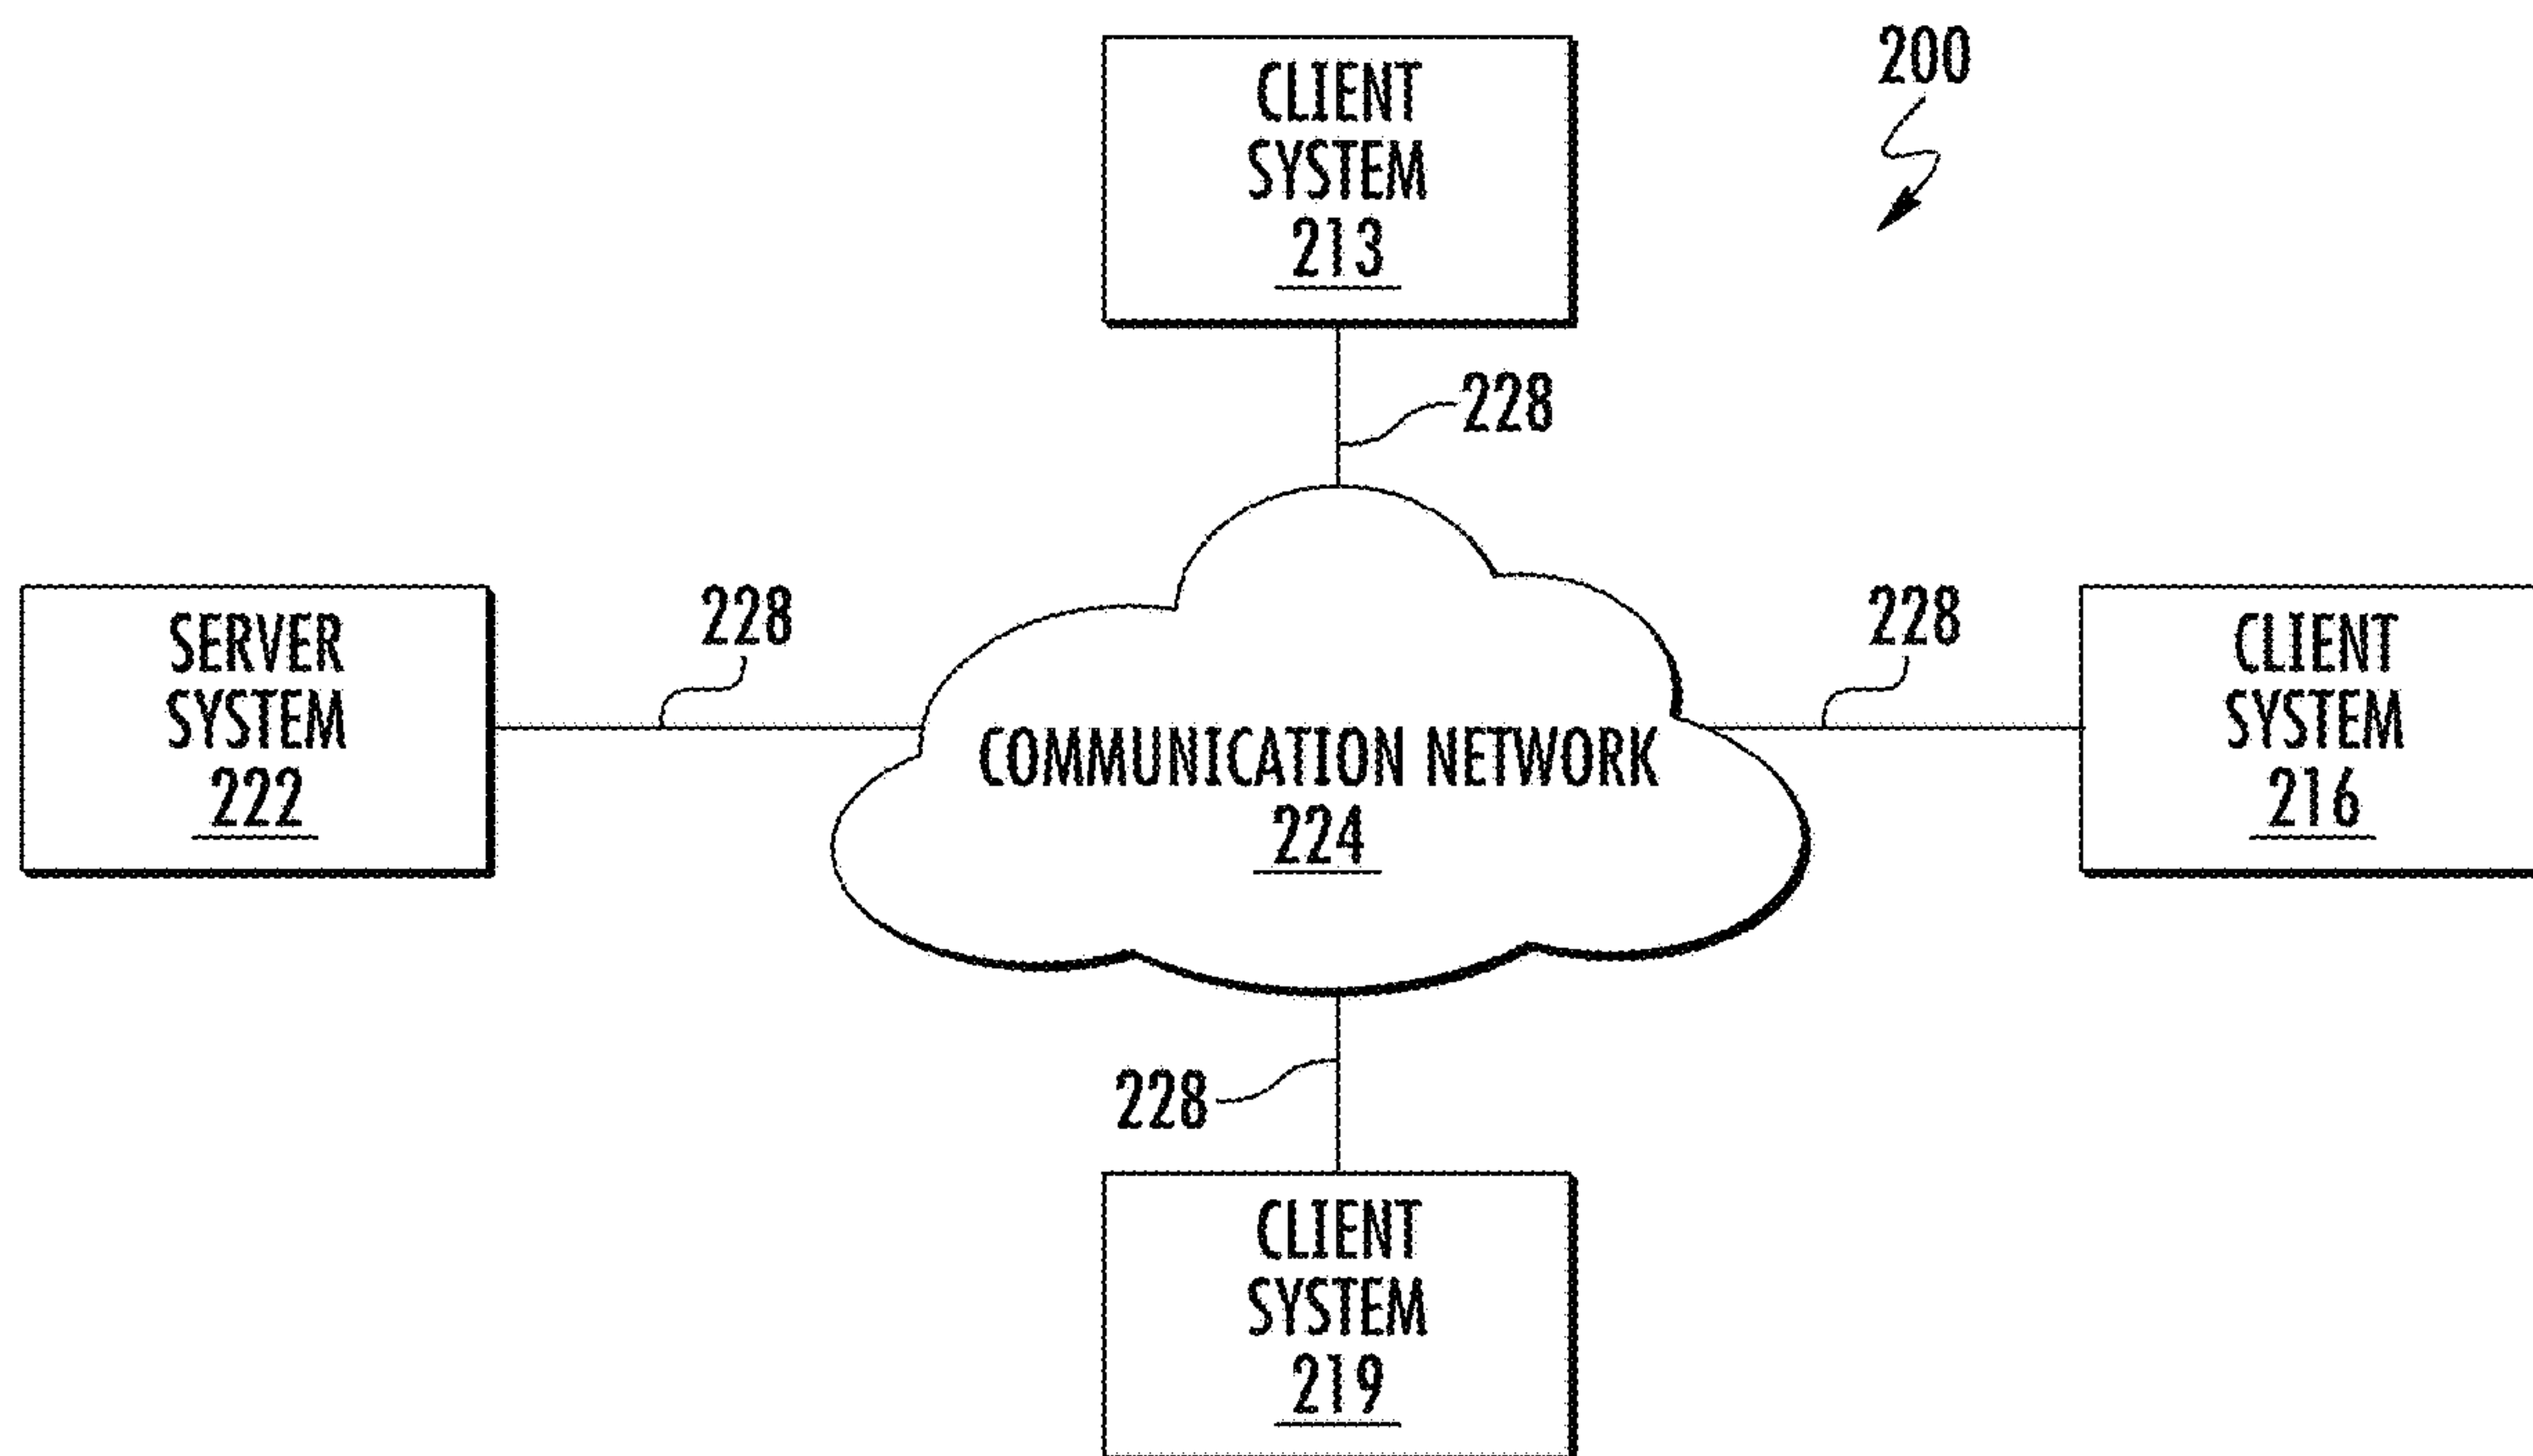 CLIENT
SYSTEM
213
200
228
SERVER
SYSTEM
222
228
COMMUNICATION NETWORK
224
228
CLIENT
SYSTEM
216
228
CLIENT
SYSTEM
219